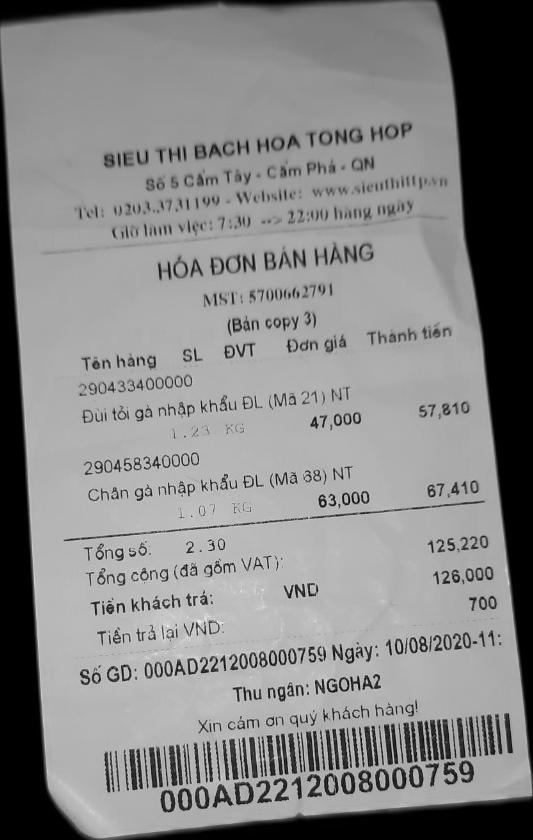 SIEU THI BACH HOA TONG HOP
Số 5 Cẩm Tây - Cẩm Phả - QN
Tel: 0203.3731199 - Website: www.sieuthittp.vn
Giờ làm việc: 7:30 --> 22:00 hàng ngày
HÓA ĐƠN BÁN HÀNG
MST: 5700662791
(Bản copy 3)
Tên hàng SL ĐVT Đơn giá Thành tiền
290433400000
Đùi tỏi gà nhập khẩu ĐL (Mã 21) NT
1.23 KG 47,000 57,810
290458340000
Chân gà nhập khẩu ĐL (Mã 68) NT
1.07 KG 63,000 67,410
Tổng số: 2.30
Tổng cộng (đã gồm VAT): 125,220
Tiền khách trả: VND 126,000
Tiền trả lại VND: 700
Số GD: 000AD2212008000759 Ngày: 10/08/2020-11:
Thu ngân: NGOHA2
Xin cảm ơn quý khách hàng!
000AD2212008000759